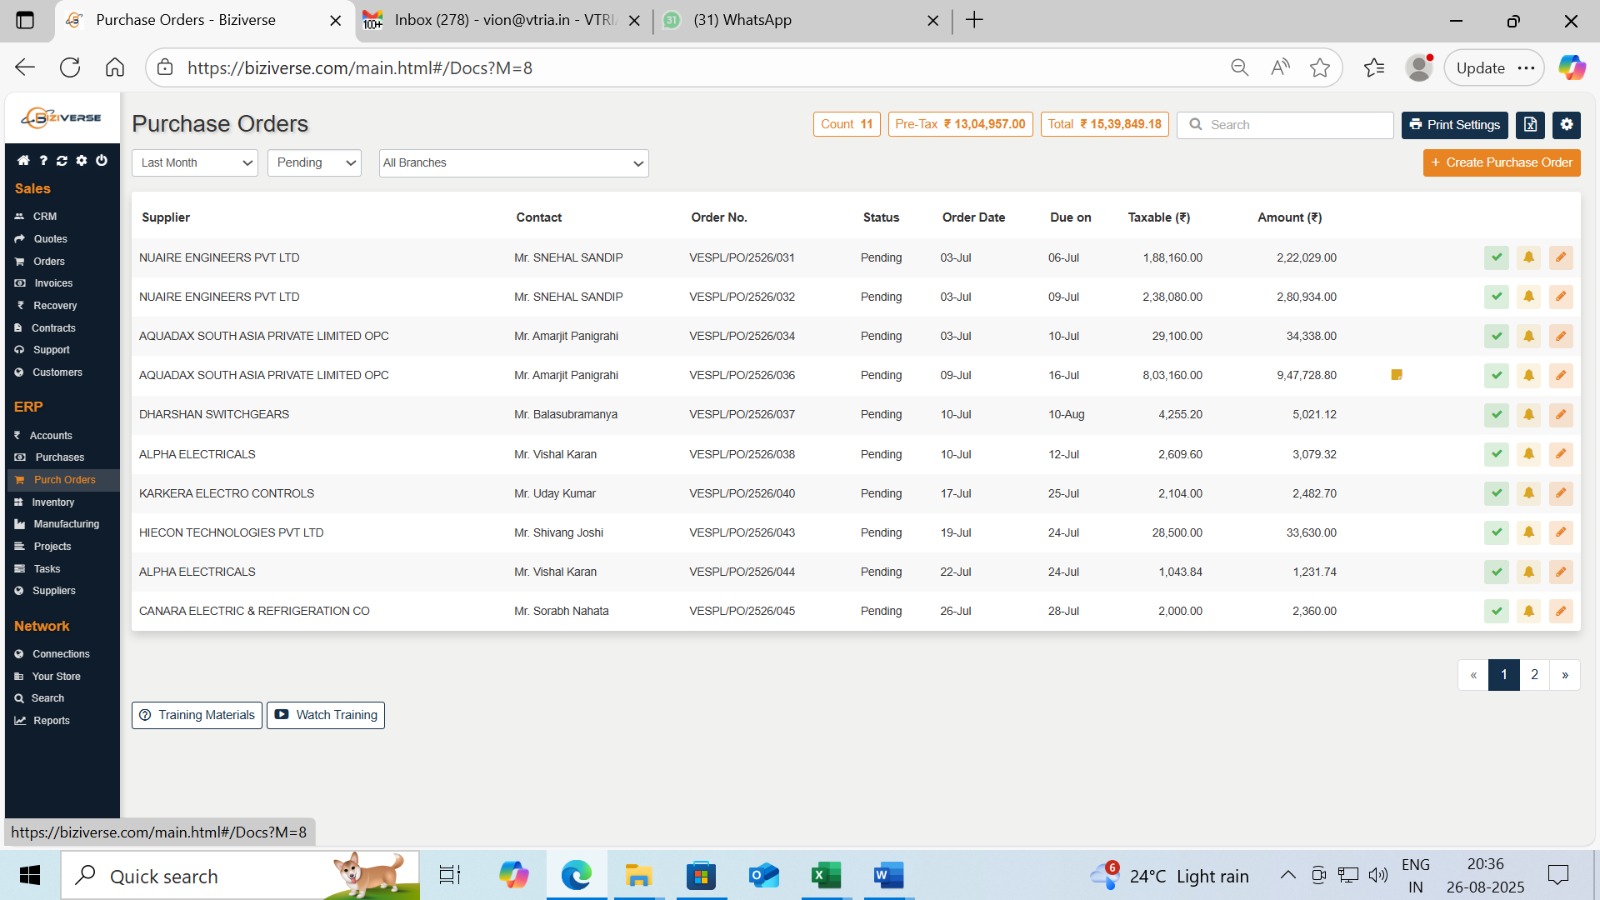 Purchase Orders - Biziverse
Inbox (278) - vion@vtria.in - VTRI
(31) WhatsApp
https://biziverse.com/main.html#/Docs?M=8
Update
BIZIVERSE
Sales
CRM
Quotes
Orders
Invoices
Recovery
Contracts
Support
Customers
ERP
Accounts
Purchases
Purch Orders
Inventory
Manufacturing
Projects
Tasks
Suppliers
Network
Connections
Your Store
Search
Reports
Purchase Orders
Count 11 Pre-Tax ₹ 13,04,957.00 Total ₹ 15,39,849.18 Search Print Settings
Last Month Pending All Branches + Create Purchase Order
Supplier Contact Order No. Status Order Date Due on Taxable (₹) Amount (₹)
NUAIRE ENGINEERS PVT LTD Mr. SNEHAL SANDIP VESPL/PO/2526/031 Pending 03-Jul 06-Jul 1,88,160.00 2,22,029.00
NUAIRE ENGINEERS PVT LTD Mr. SNEHAL SANDIP VESPL/PO/2526/032 Pending 03-Jul 09-Jul 2,38,080.00 2,80,934.00
AQUADAX SOUTH ASIA PRIVATE LIMITED OPC Mr. Amarjit Panigrahi VESPL/PO/2526/034 Pending 03-Jul 10-Jul 29,100.00 34,338.00
AQUADAX SOUTH ASIA PRIVATE LIMITED OPC Mr. Amarjit Panigrahi VESPL/PO/2526/036 Pending 09-Jul 16-Jul 8,03,160.00 9,47,728.80
DHARSHAN SWITCHGEARS Mr. Balasubramanya VESPL/PO/2526/037 Pending 10-Jul 10-Aug 4,255.20 5,021.12
ALPHA ELECTRICALS Mr. Vishal Karan VESPL/PO/2526/038 Pending 10-Jul 12-Jul 2,609.60 3,079.32
KARKERA ELECTRO CONTROLS Mr. Uday Kumar VESPL/PO/2526/040 Pending 17-Jul 25-Jul 2,104.00 2,482.70
HIECON TECHNOLOGIES PVT LTD Mr. Shivang Joshi VESPL/PO/2526/043 Pending 19-Jul 24-Jul 28,500.00 33,630.00
ALPHA ELECTRICALS Mr. Vishal Karan VESPL/PO/2526/044 Pending 22-Jul 24-Jul 1,043.84 1,231.74
CANARA ELECTRIC & REFRIGERATION CO Mr. Sorabh Nahata VESPL/PO/2526/045 Pending 26-Jul 28-Jul 2,000.00 2,360.00
« 1 2 »
Training Materials Watch Training
https://biziverse.com/main.html#/Docs?M=8
Quick search
6 24°C Light rain
ENG
IN
20:36
26-08-2025